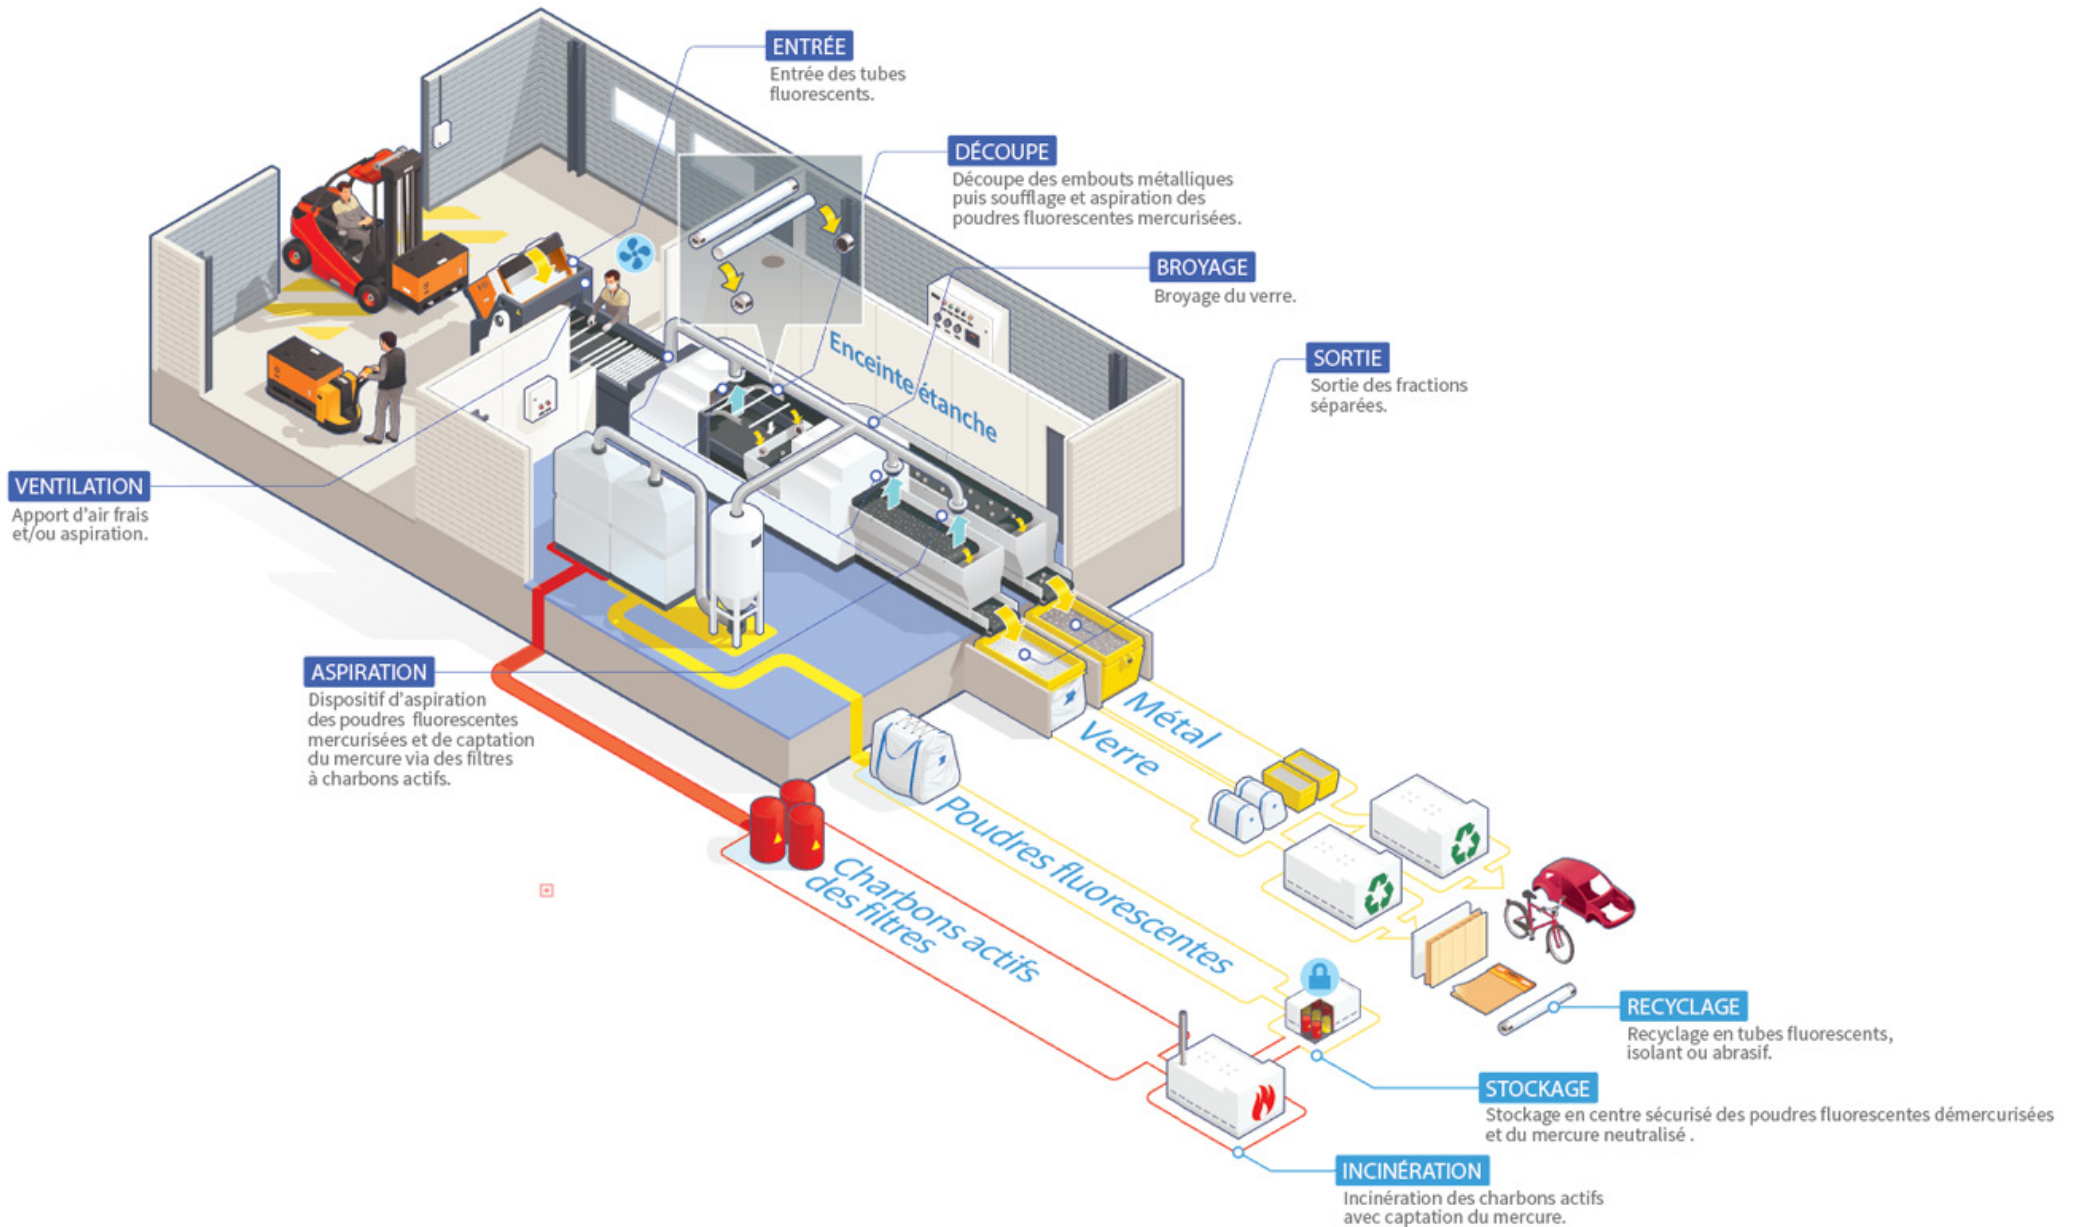 ENTRÉE
Entrée des tubes
fluorescents.
DÉCOUPE
Découpe des embouts métalliques
puis soufflage et aspiration des
poudres fluorescentes mercurisées.
BROYAGE
Broyage du verre.
Enceinte étanche
SORTIE
Sortie des fractions
séparées.
VENTILATION
Apport d'air frais
et/ou aspiration.
ASPIRATION
Dispositif d'aspiration
des poudres fluorescentes
mercurisées et de captation
du mercure via des filtres
à charbons actifs.
Métal
Verre
Poudres fluorescentes
Charbons actifs
des filtres
RECYCLAGE
Recyclage en tubes fluorescents,
isolant ou abrasif.
STOCKAGE
Stockage en centre sécurisé des poudres fluorescentes démercurisées
et du mercure neutralisé .
INCINÉRATION
Incinération des charbons actifs
avec captation du mercure.